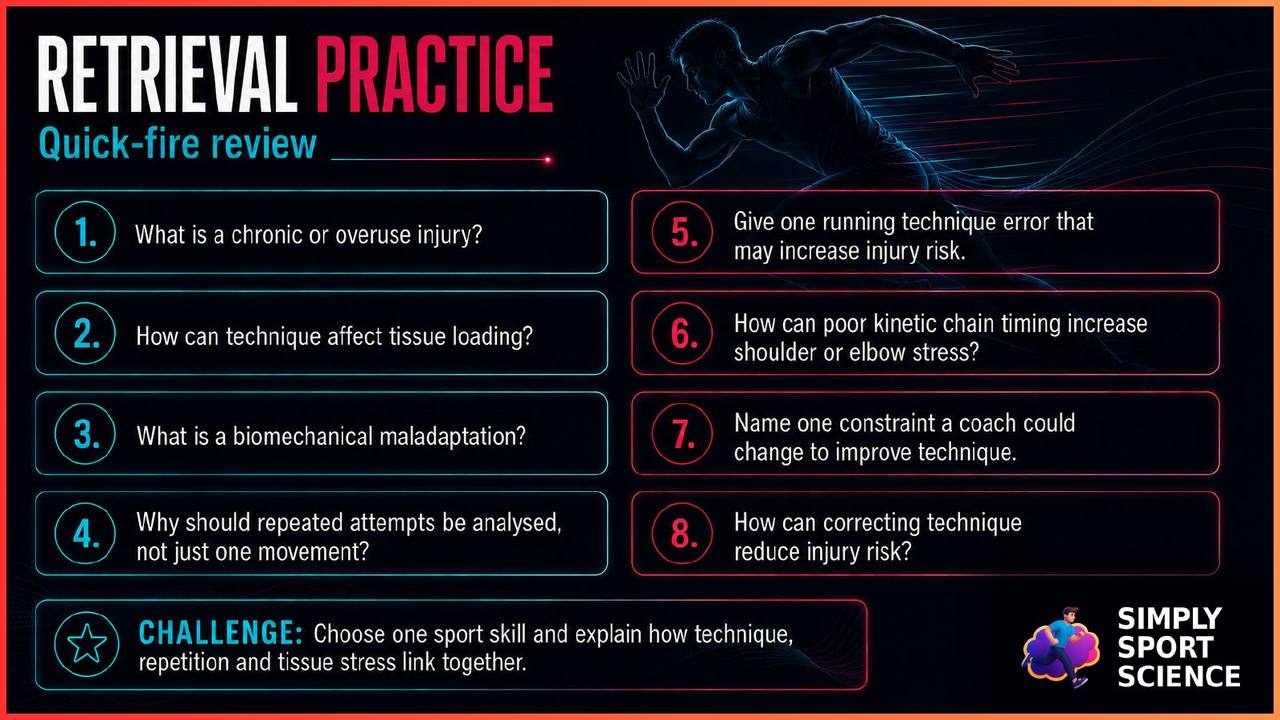 RETRIEVAL PRACTICE
Quick-fire review
1. What is a chronic or overuse injury?
2. How can technique affect tissue loading?
3. What is a biomechanical maladaptation?
4. Why should repeated attempts be analysed,
not just one movement?
5. Give one running technique error that
may increase injury risk.
6. How can poor kinetic chain timing increase
shoulder or elbow stress?
7. Name one constraint a coach could
change to improve technique.
8. How can correcting technique
reduce injury risk?
CHALLENGE: Choose one sport skill and explain how technique,
repetition and tissue stress link together.
SIMPLY
SPORT
SCIENCE